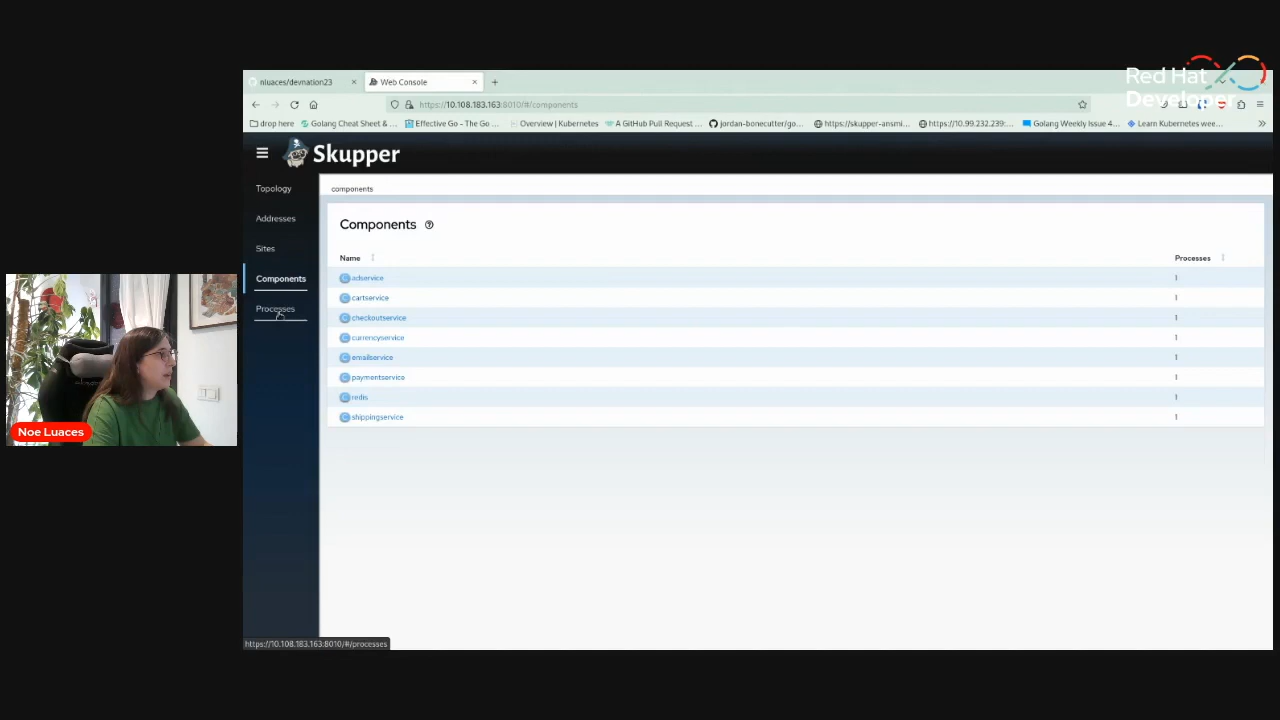 Red Hat
Developer
nluaces/devnation23
Web Console
https://10.108.183.163:8010/#/components
drop here
Golang Cheat Sheet & ...
Effective Go - The Go ...
Overview | Kubernetes
A GitHub Pull Request ...
jordan-bonecutter/go...
https://skupper-ansmi...
https://10.99.232.239:...
Golang Weekly Issue 4...
Learn Kubernetes wee...
Skupper
Topology
Addresses
Sites
Components
Processes
components
Components
Name
Processes
C adservice 1
C cartservice 1
C checkoutservice 1
C currencyservice 1
C emailservice 1
C paymentservice 1
C redis 1
C shippingservice 1
Noe Luaces
https://10.108.183.163:8010/#/processes